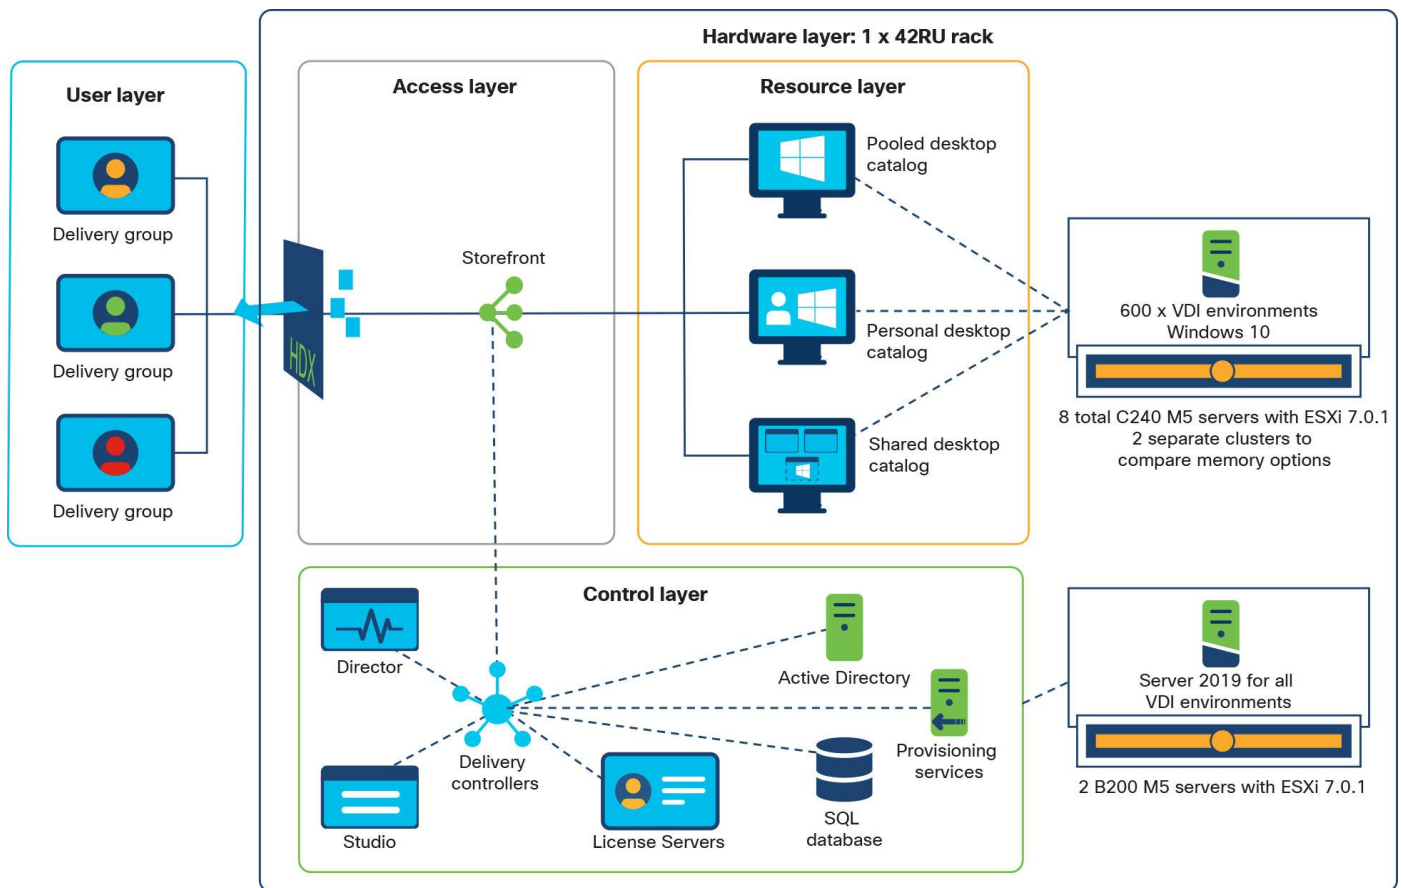 Hardware layer: 1 x 42RU rack
User layer
Delivery group
Delivery group
Delivery group
Access layer
HDX
Storefront
Resource layer
Pooled desktop
catalog
Personal desktop
catalog
Shared desktop
catalog
600 x VDI environments
Windows 10
8 total C240 M5 servers with ESXi 7.0.1
2 separate clusters to
compare memory options
Control layer
Director
Studio
Delivery
controllers
License Servers
Active Directory
Provisioning
services
SQL
database
Server 2019 for all
VDI environments
2 B200 M5 servers with ESXi 7.0.1